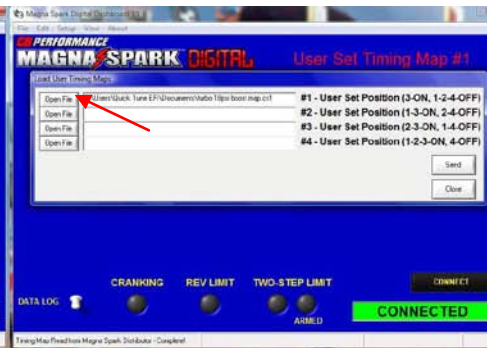 Magna Spark Digital Dashboard
File Edit Setup View About
CB PERFORMANCE
MAGNASPARK DIGITAL
User Set Timing Map #1
Load User Timing Maps
Open File
#1 - User Set Position (3-ON, 1-2-4-OFF)
Open File
#2 - User Set Position (1-3-ON, 2-4-OFF)
Open File
#3 - User Set Position (2-3-ON, 1-4-OFF)
Open File
#4 - User Set Position (1-2-3-ON, 4-OFF)
Send
Close
CRANKING
REV LIMIT
TWO-STEP LIMIT
CONNECT
DATA LOG
ARMED
CONNECTED
Timing Map Read from Magna Spark Distributor - Complete!